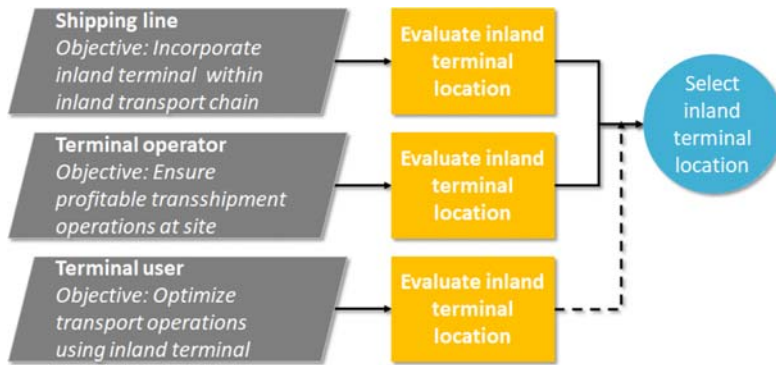 Shipping line
Objective: Incorporate
inland terminal within
inland transport chain
Evaluate inland
terminal
location
Terminal operator
Objective: Ensure
profitable transshipment
operations at site
Evaluate inland
terminal
location
Terminal user
Objective: Optimize
transport operations
using inland terminal
Evaluate inland
terminal
location
Select
inland
terminal
location